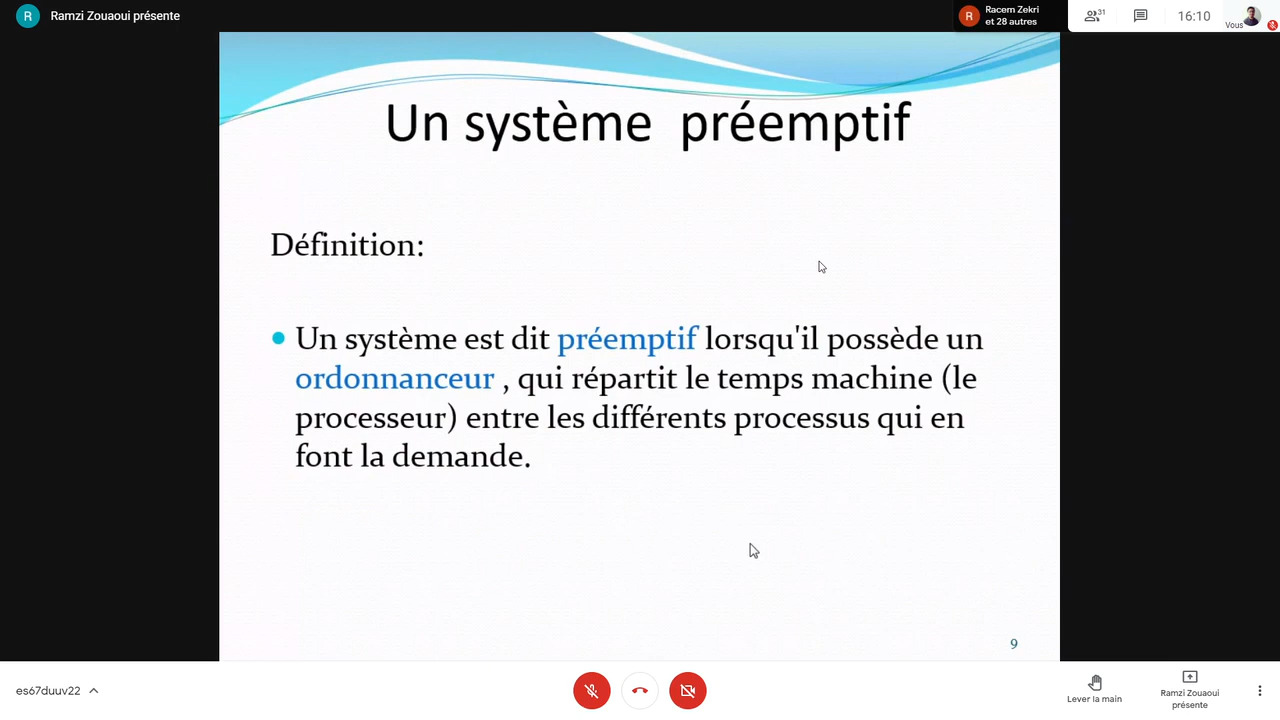 R Ramzi Zouaoui présente
R Racem Zekri
et 28 autres
31
16:10
Vous
Un système préemptif
Définition:
Un système est dit préemptif lorsqu'il possède un
ordonnanceur , qui répartit le temps machine (le
processeur) entre les différents processus qui en
font la demande.
9
es67duuv22
Lever la main
Ramzi Zouaoui
présente